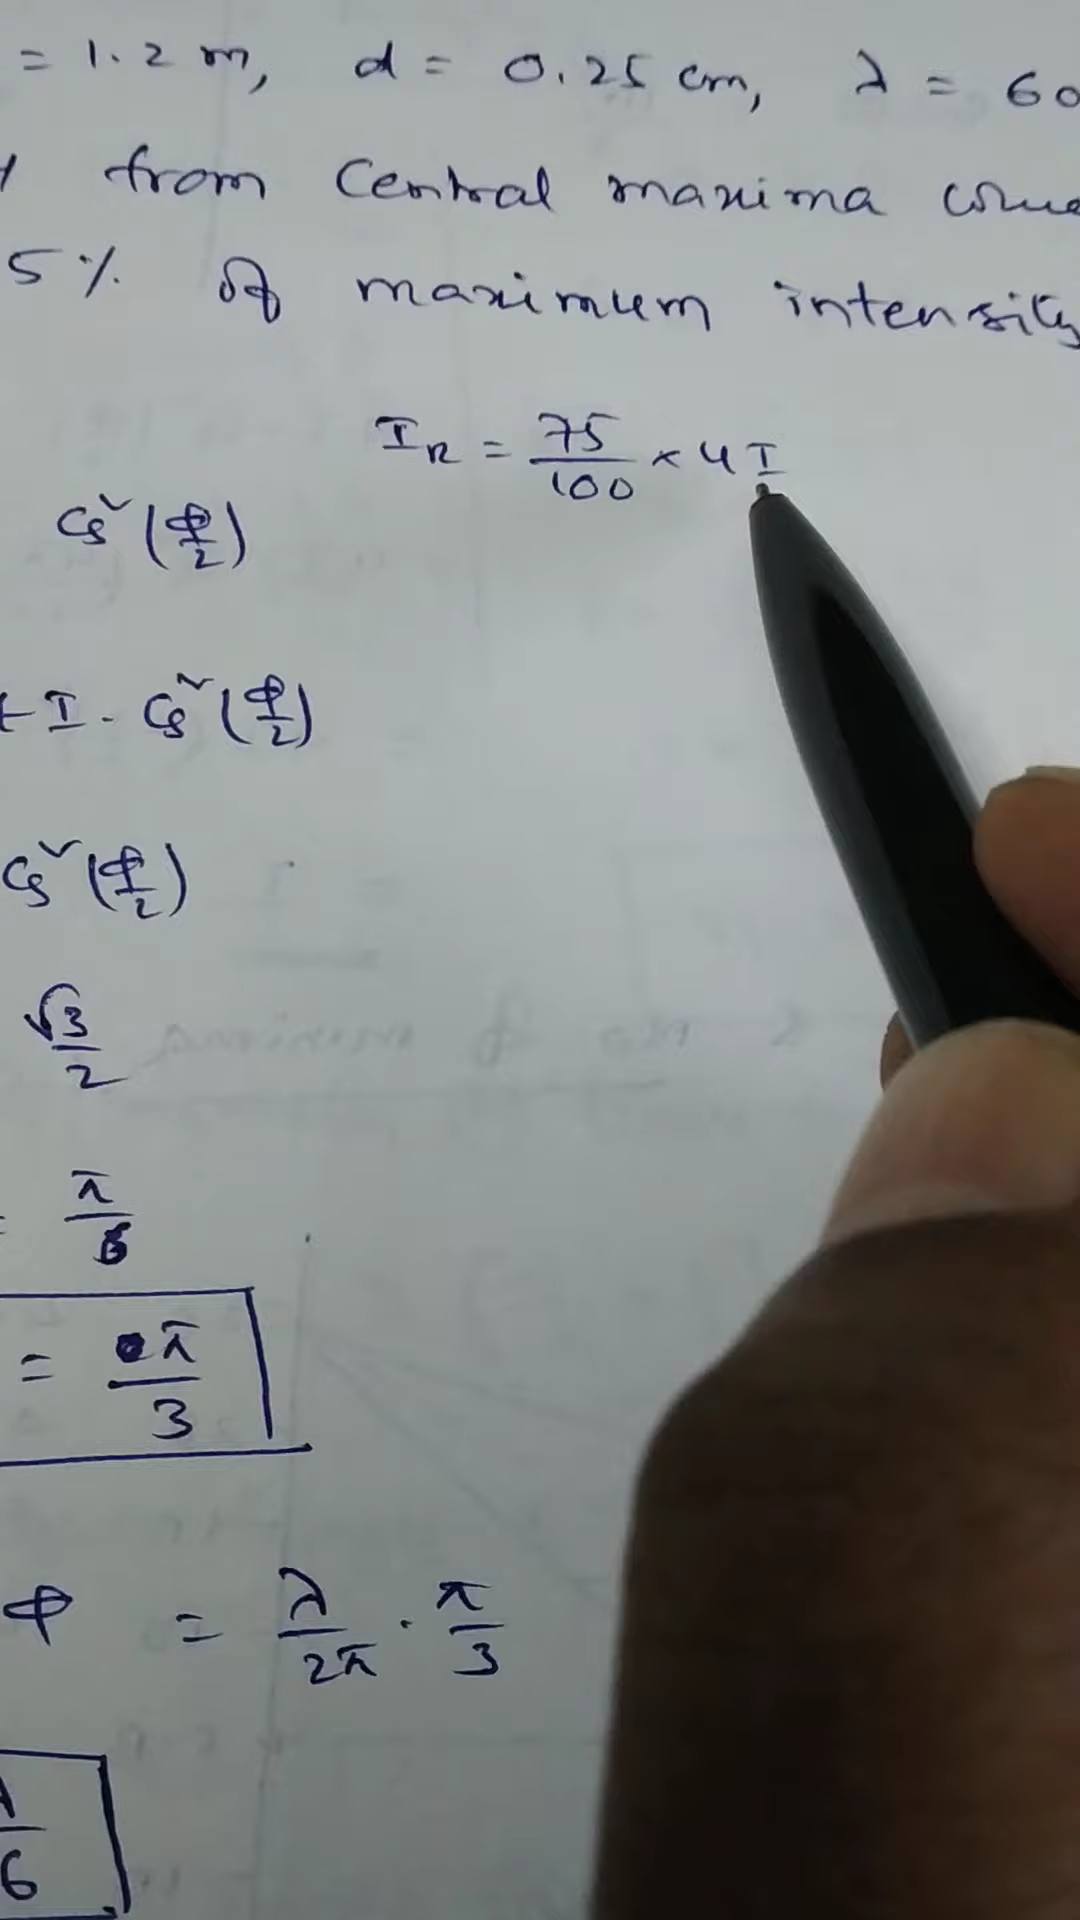 = 1.2 m, d = 0.25 cm, λ = 60
from Central maxima
5% of maximum intensity
I_R = 75/100 × 4I
Cos²(φ/2)
I . Cos²(φ/2)
Cos²(φ/2)
√3/2
= π/6
= π/3
φ = λ/2π . π/3
λ/6